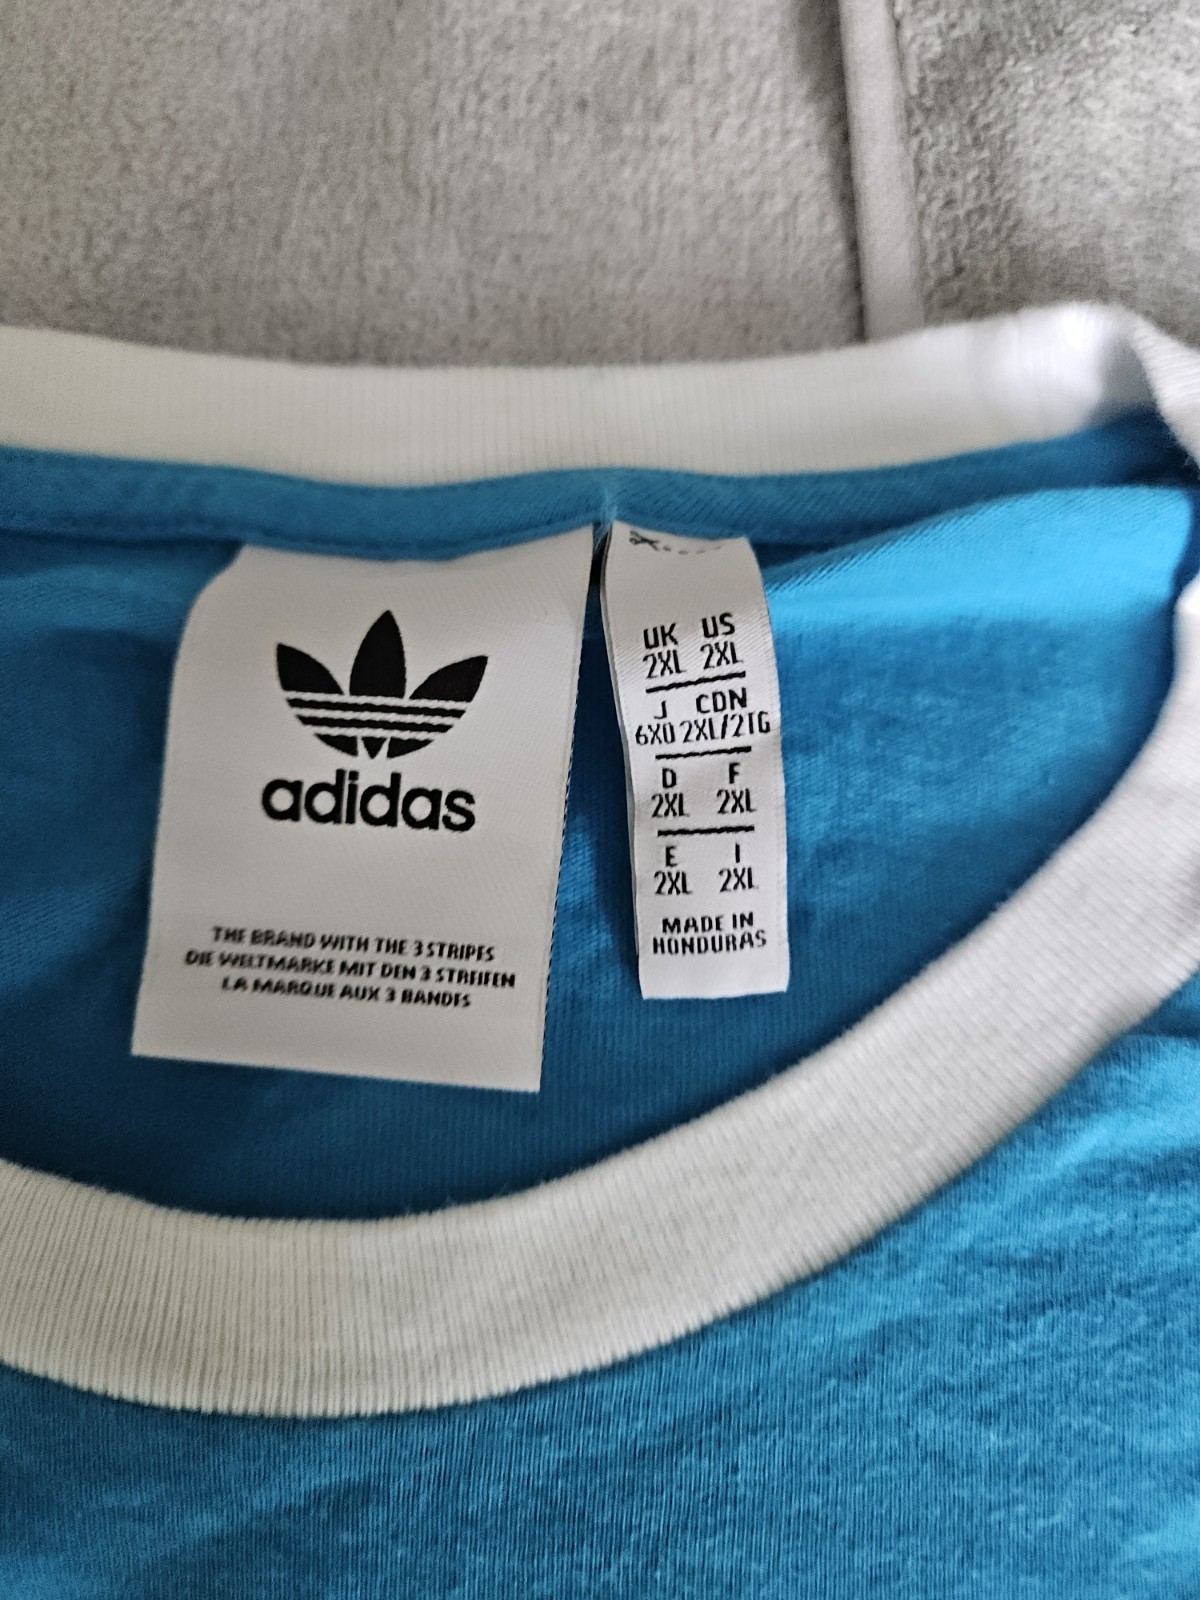 adidas
THE BRAND WITH THE 3 STRIPES
DIE WELTMARKE MIT DEN 3 STREIFEN
LA MARQUE AUX 3 BANDES
UK US
2XL 2XL
J CDN
6XO 2XL/2TG
D F
2XL 2XL
E I
2XL 2XL
MADE IN
HONDURAS